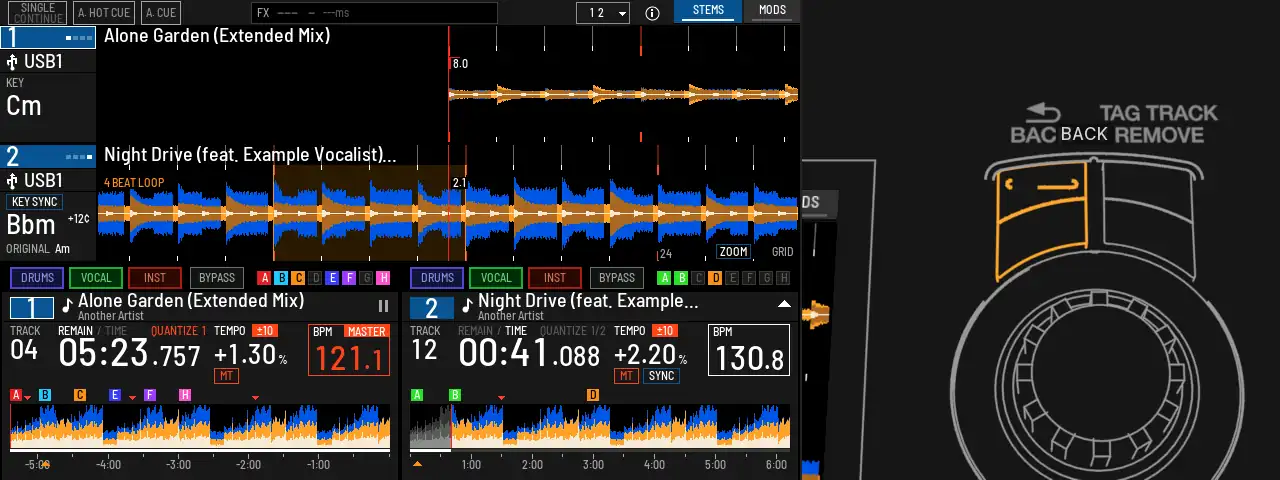 SINGLE
CONTINUE
A. HOT CUE
A. CUE
FX --- - --ms
1 2
STEMS
MODS
1
Alone Garden (Extended Mix)
USB1
8.0
KEY
Cm
2
Night Drive (feat. Example Vocalist)...
USB1
4 BEAT LOOP
2.1
KEY SYNC
Bbm
+12¢
ORIGINAL Am
24
ZOOM
GRID
DRUMS
VOCAL
INST
BYPASS
A B C D E F G H
DRUMS
VOCAL
INST
BYPASS
A B C D E F G H
1
Alone Garden (Extended Mix)
Another Artist
TRACK
04
REMAIN / TIME
QUANTIZE 1
05:23.757
TEMPO
±10
+1.30%
MT
BPM
MASTER
121.1
A B C E F H
-5:00
-4:00
-3:00
-2:00
-1:00
2
Night Drive (feat. Example...
Another Artist
TRACK
12
REMAIN / TIME
QUANTIZE 1/2
00:41.088
TEMPO
±10
+2.20%
MT
SYNC
BPM
130.8
A B D
1:00
2:00
3:00
4:00
5:00
6:00
DS
TAG TRACK
BAC
BACK
REMOVE